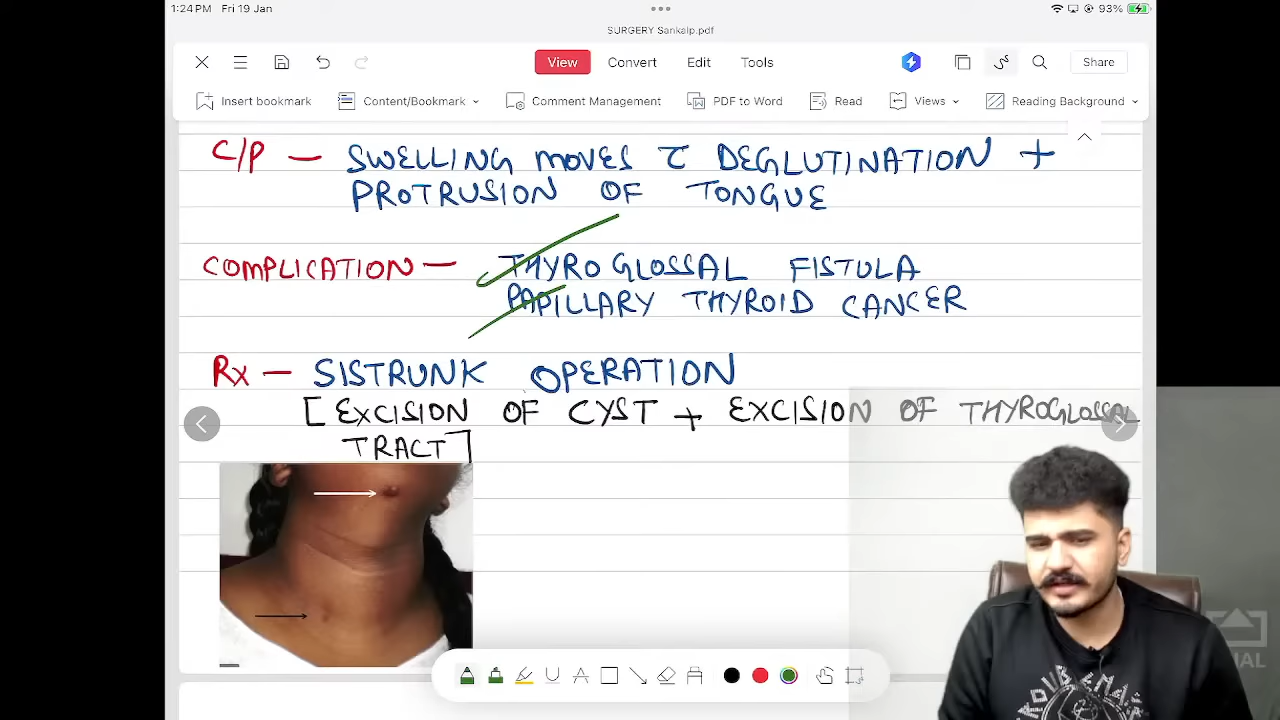 1:24 PM Fri 19 Jan
93%
SURGERY Sankalp.pdf
View Convert Edit Tools Share
Insert bookmark Content/Bookmark Comment Management PDF to Word Read Views Reading Background
C/P — SWELLING MOVES C̄ DEGLUTINATION +
PROTRUSION OF TONGUE
COMPLICATION — THYROGLOSSAL FISTULA
PAPILLARY THYROID CANCER
Rx — SISTRUNK OPERATION
[EXCISION OF CYST + EXCISION OF THYROGLOSSAL
TRACT]